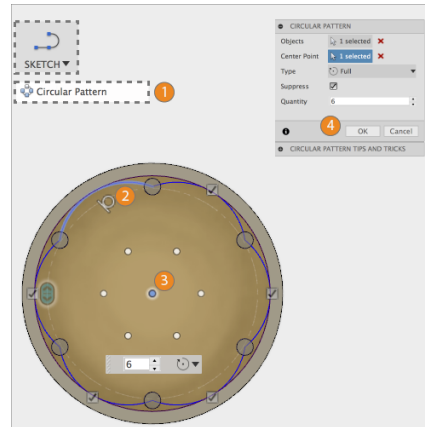 CIRCULAR PATTERN
Objects 1 selected
Center Point 1 selected
Type Full
Suppress
Quantity 6
4
OK Cancel
CIRCULAR PATTERN TIPS AND TRICKS
SKETCH
Circular Pattern 1
2
3
6